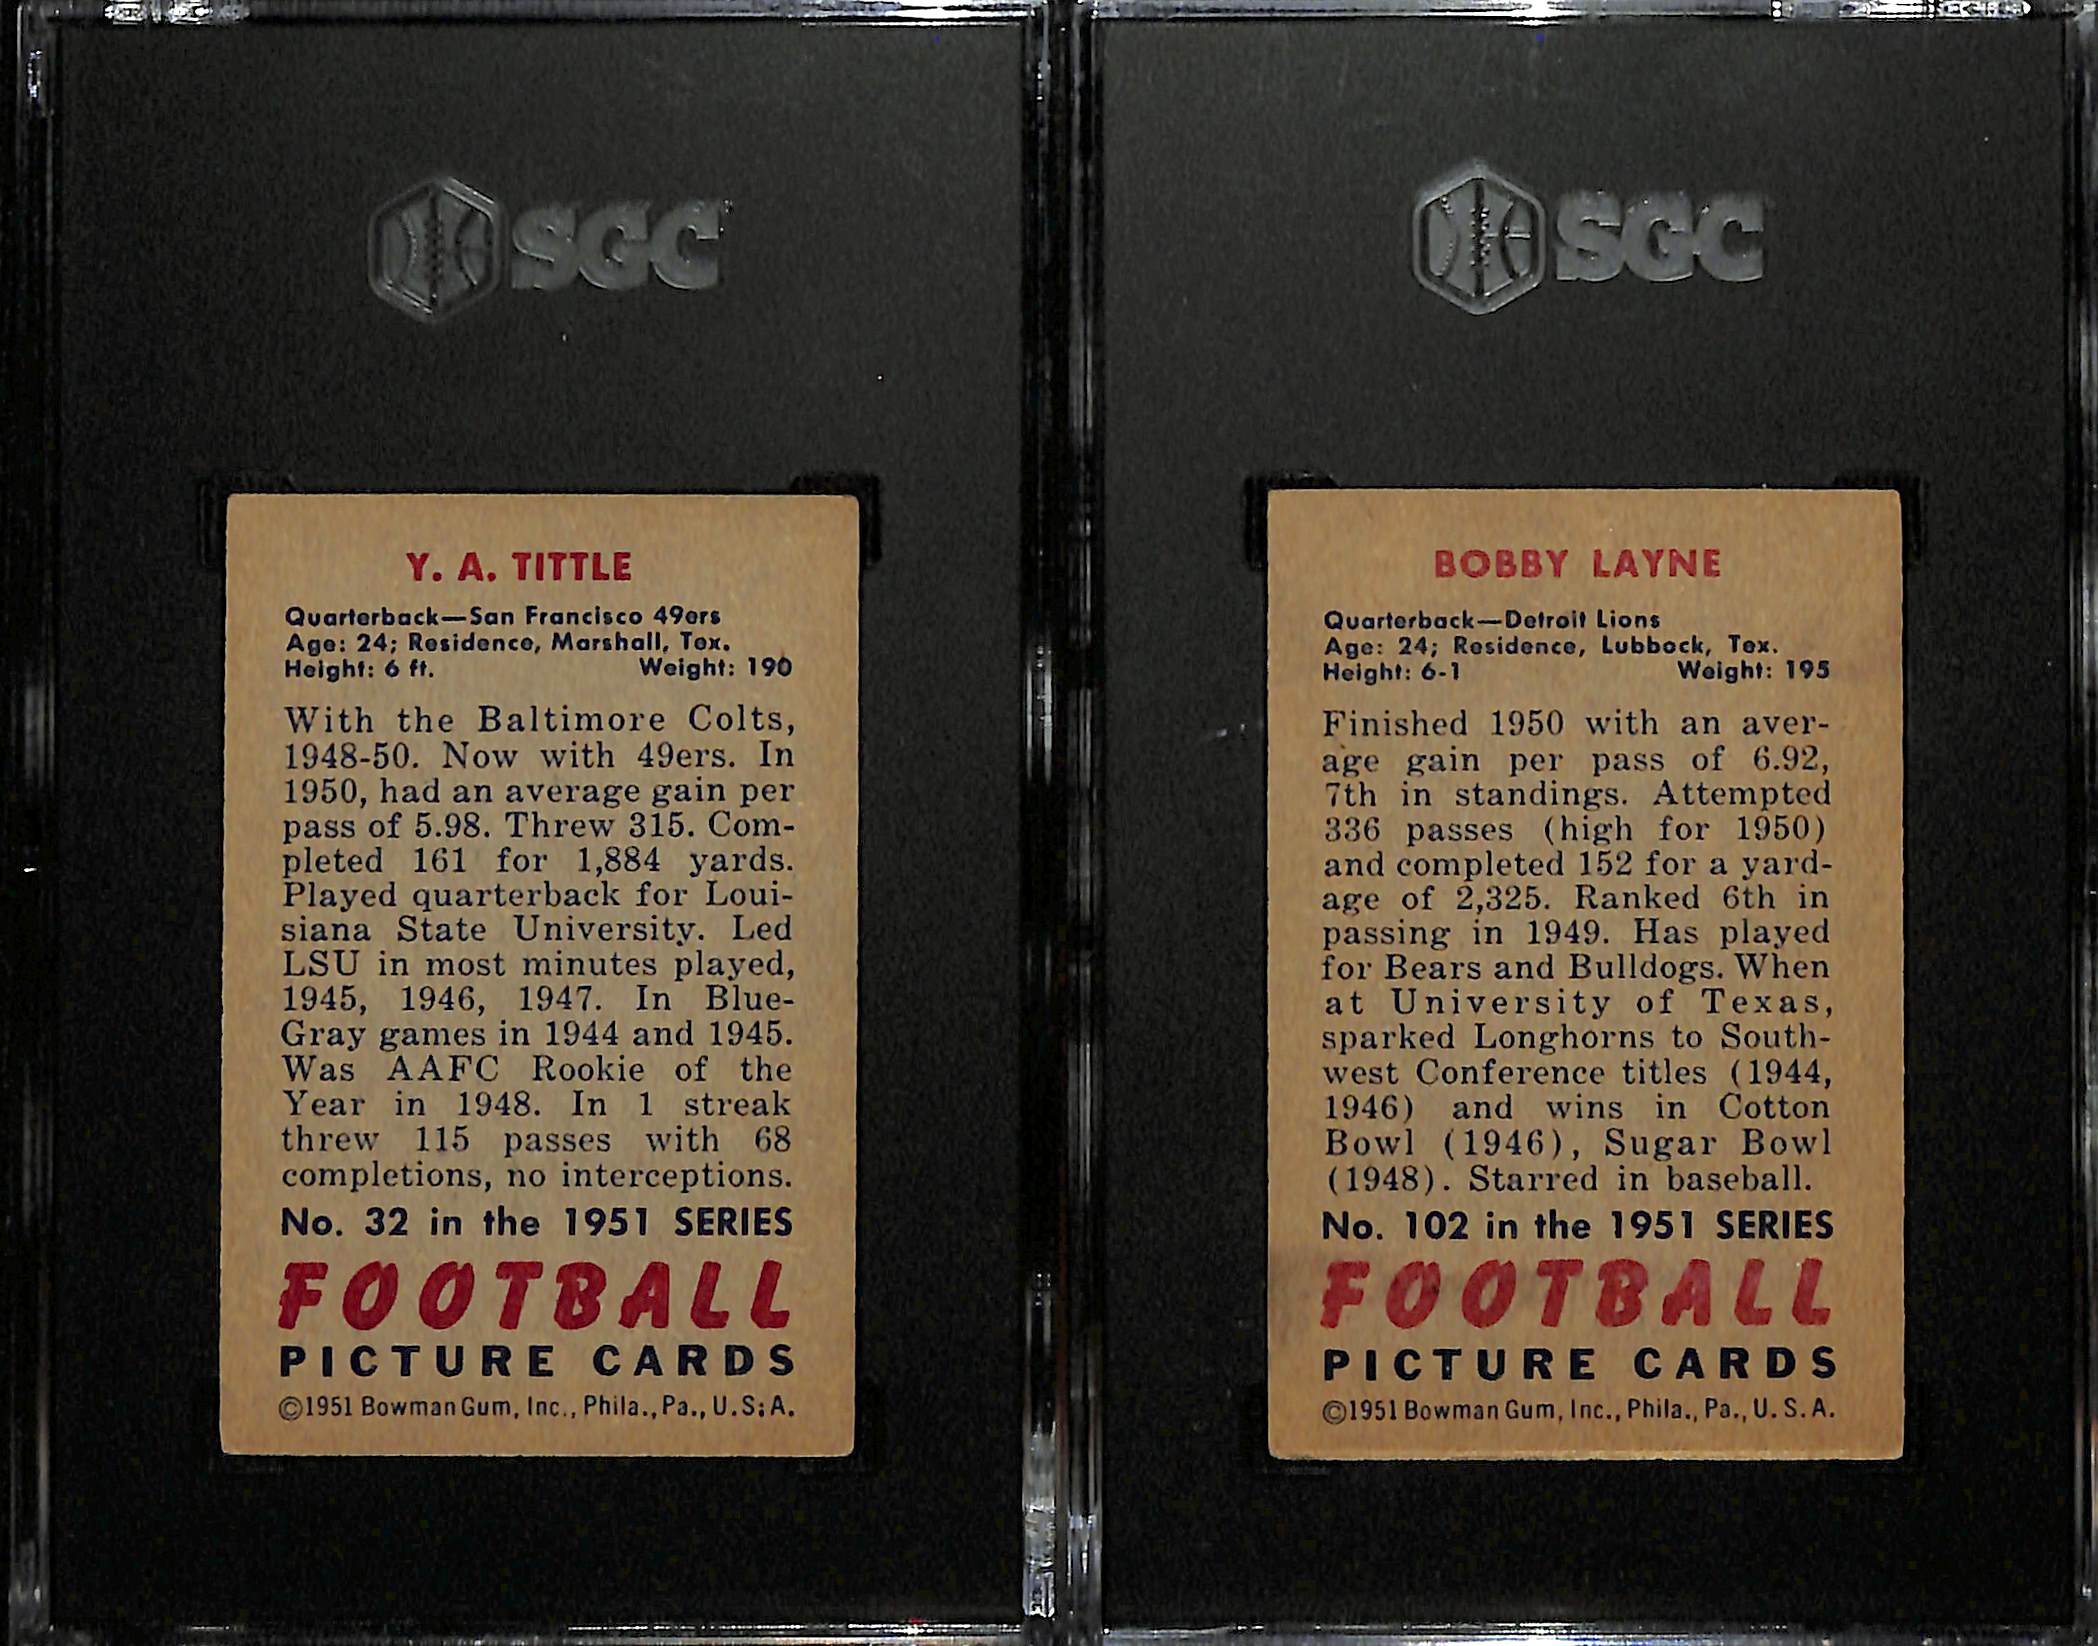 SGC
Y. A. TITTLE
Quarterback—San Francisco 49ers
Age: 24; Residence, Marshall, Tex.
Height: 6 ft. Weight: 190
With the Baltimore Colts,
1948-50. Now with 49ers. In
1950, had an average gain per
pass of 5.98. Threw 315. Com-
pleted 161 for 1,884 yards.
Played quarterback for Loui-
siana State University. Led
LSU in most minutes played,
1945, 1946, 1947. In Blue-
Gray games in 1944 and 1945.
Was AAFC Rookie of the
Year in 1948. In 1 streak
threw 115 passes with 68
completions, no interceptions.
No. 32 in the 1951 SERIES
FOOTBALL
PICTURE CARDS
©1951 Bowman Gum, Inc., Phila., Pa., U.S.A.
SGC
BOBBY LAYNE
Quarterback—Detroit Lions
Age: 24; Residence, Lubbock, Tex.
Height: 6-1 Weight: 195
Finished 1950 with an aver-
age gain per pass of 6.92,
7th in standings. Attempted
336 passes (high for 1950)
and completed 152 for a yard-
age of 2,325. Ranked 6th in
passing in 1949. Has played
for Bears and Bulldogs. When
at University of Texas,
sparked Longhorns to South-
west Conference titles (1944,
1946) and wins in Cotton
Bowl (1946), Sugar Bowl
(1948). Starred in baseball.
No. 102 in the 1951 SERIES
FOOTBALL
PICTURE CARDS
©1951 Bowman Gum, Inc., Phila., Pa., U.S.A.